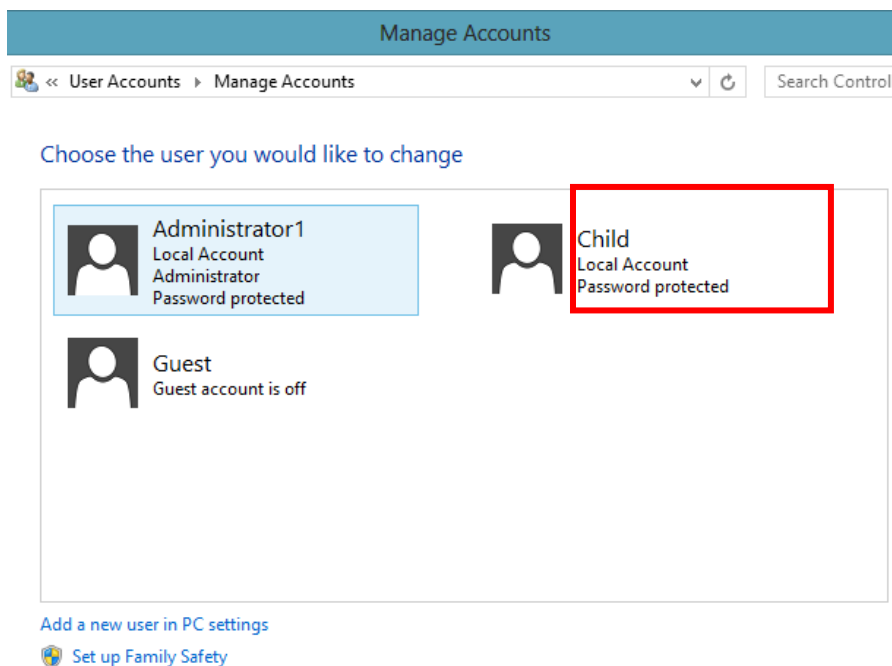 Manage Accounts
« User Accounts ▸ Manage Accounts
Search Control
Choose the user you would like to change
Administrator1
Local Account
Administrator
Password protected
Child
Local Account
Password protected
Guest
Guest account is off
Add a new user in PC settings
Set up Family Safety